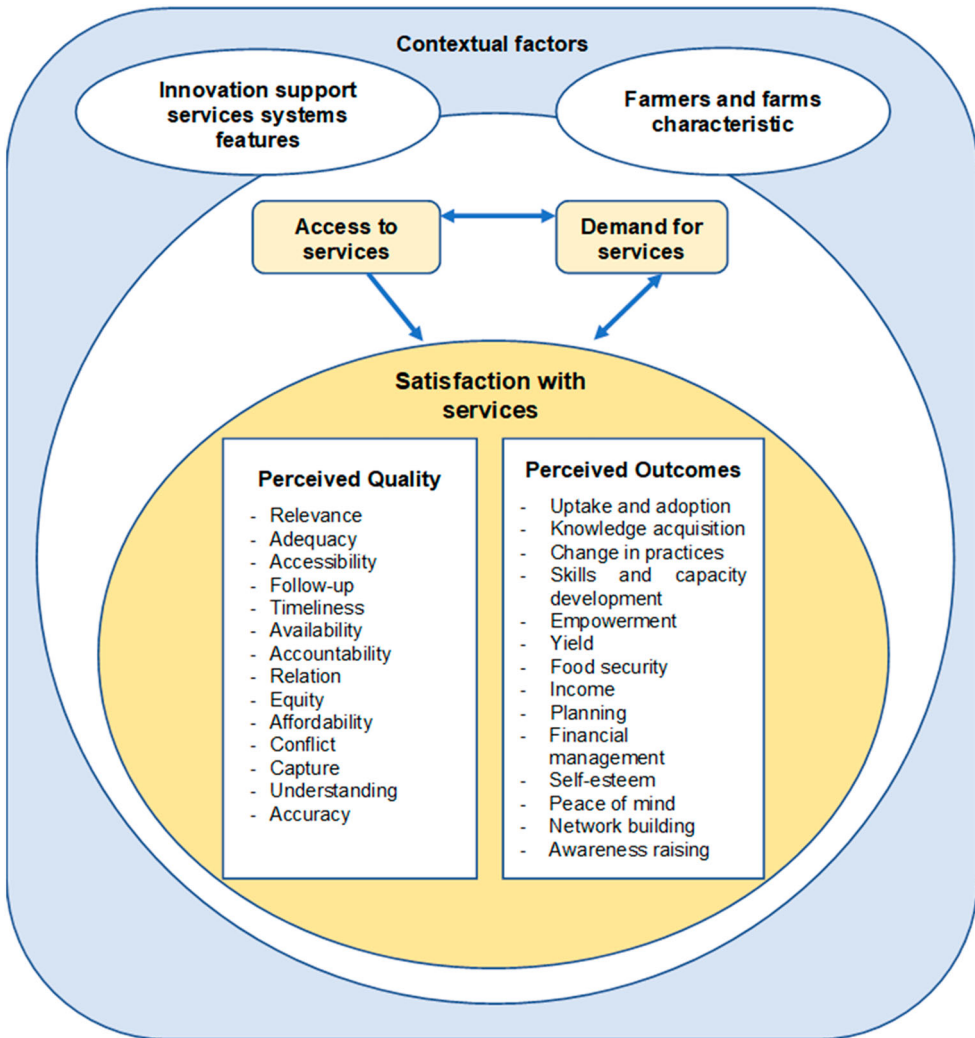 Contextual factors
Innovation support
services systems
features
Farmers and farms
characteristic
Access to
services
Demand for
services
Satisfaction with
services
Perceived Quality
- Relevance
- Adequacy
- Accessibility
- Follow-up
- Timeliness
- Availability
- Accountability
- Relation
- Equity
- Affordability
- Conflict
- Capture
- Understanding
- Accuracy
Perceived Outcomes
- Uptake and adoption
- Knowledge acquisition
- Change in practices
- Skills and capacity
development
- Empowerment
- Yield
- Food security
- Income
- Planning
- Financial
management
- Self-esteem
- Peace of mind
- Network building
- Awareness raising